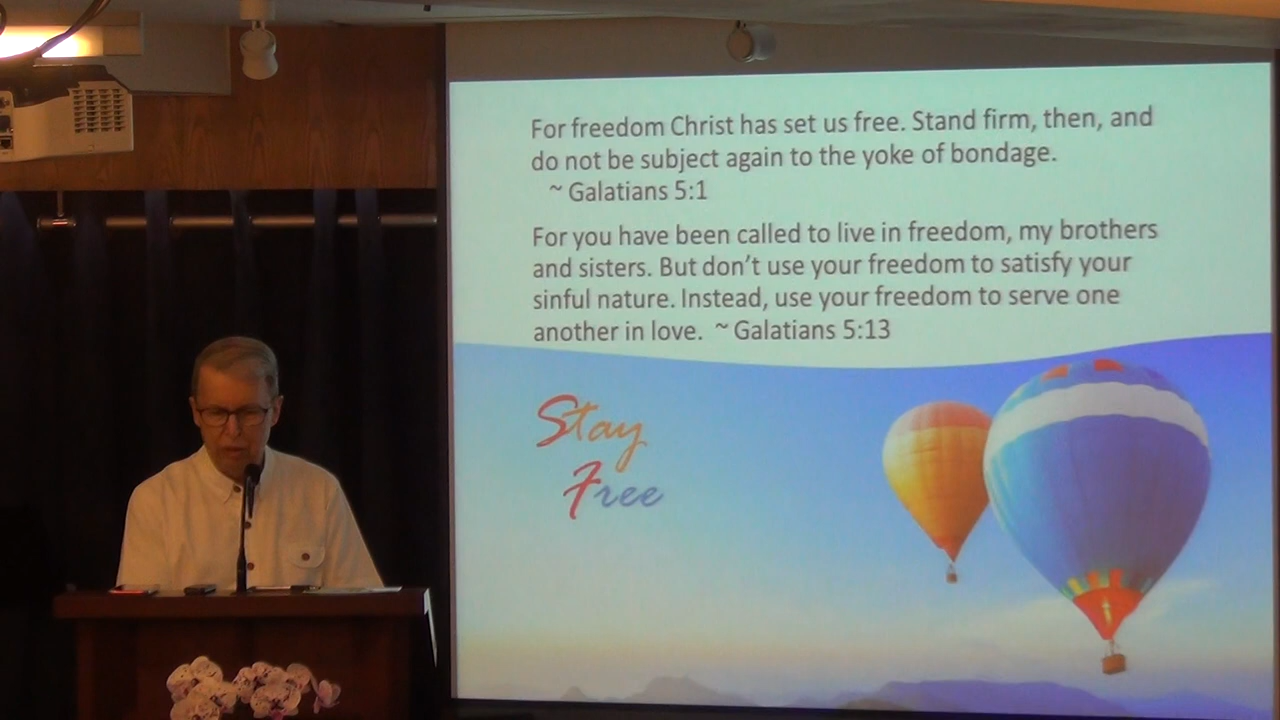 For freedom Christ has set us free. Stand firm, then, and
do not be subject again to the yoke of bondage.
~ Galatians 5:1
For you have been called to live in freedom, my brothers
and sisters. But don't use your freedom to satisfy your
sinful nature. Instead, use your freedom to serve one
another in love. ~ Galatians 5:13
Stay
Free